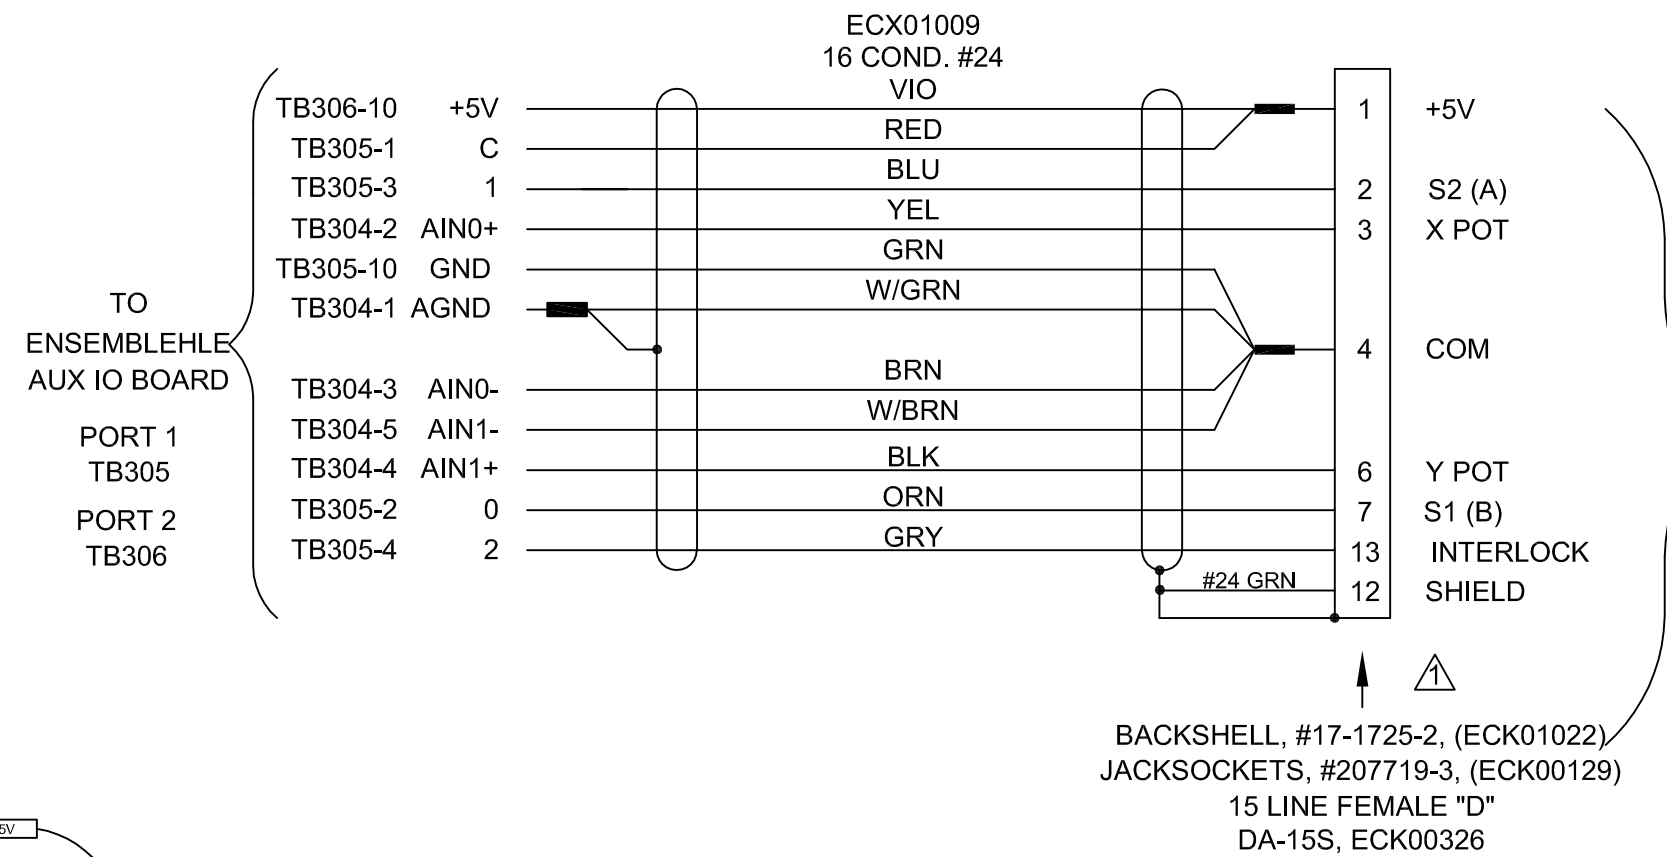 ECX01009
16 COND. #24
TB306-10 +5V VIO 1 +5V
TB305-1 C RED
TB305-3 1 BLU 2 S2 (A)
TB304-2 AIN0+ YEL 3 X POT
TB305-10 GND GRN
TB304-1 AGND W/GRN
4 COM
TB304-3 AIN0- BRN
TB304-5 AIN1- W/BRN
TB304-4 AIN1+ BLK 6 Y POT
TB305-2 0 ORN 7 S1 (B)
TB305-4 2 GRY 13 INTERLOCK
#24 GRN 12 SHIELD
TO
ENSEMBLEHLE
AUX IO BOARD
PORT 1
TB305
PORT 2
TB306
1
BACKSHELL, #17-1725-2, (ECK01022)
JACKSOCKETS, #207719-3, (ECK00129)
15 LINE FEMALE "D"
DA-15S, ECK00326
5V